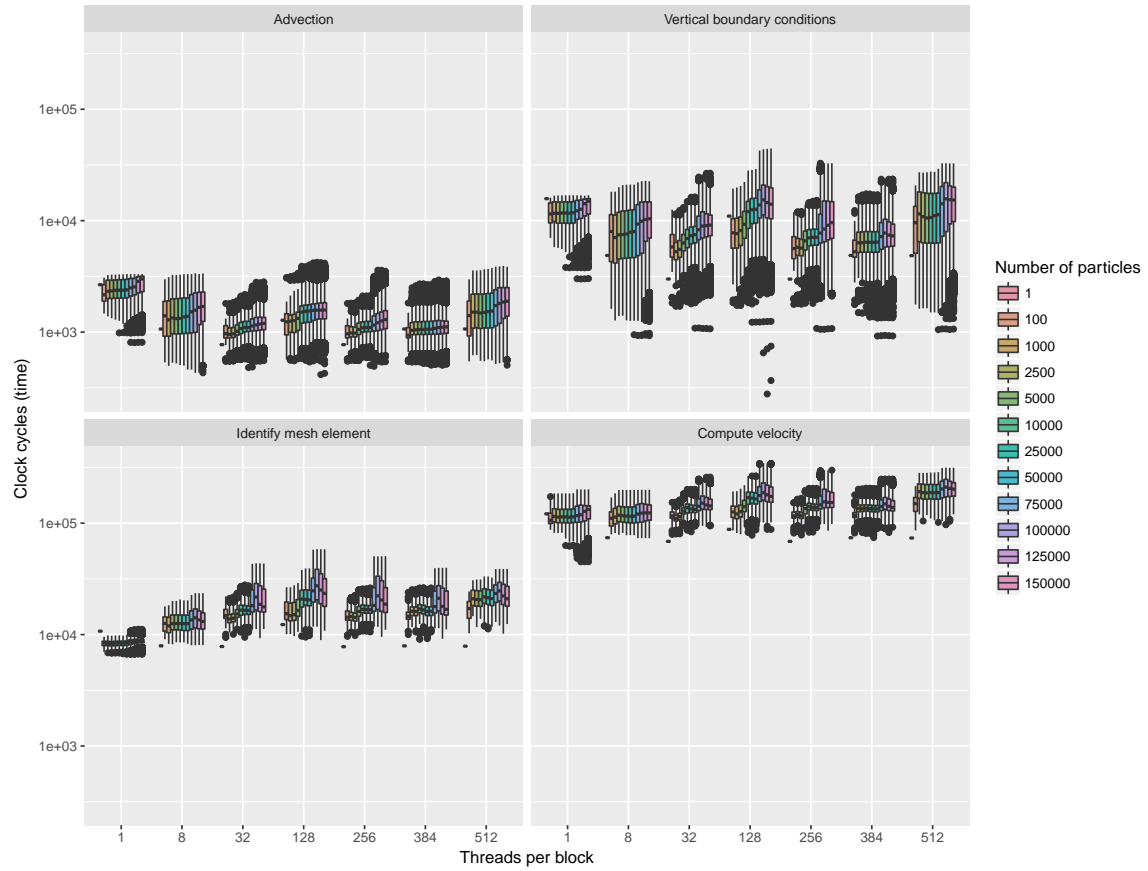 Advection
Vertical boundary conditions
1e+05
1e+04
1e+03
Identify mesh element
Compute velocity
1e+05
1e+04
1e+03
1 8 32 128 256 384 512
1 8 32 128 256 384 512
Threads per block
Clock cycles (time)
Number of particles
1
100
1000
2500
5000
10000
25000
50000
75000
100000
125000
150000